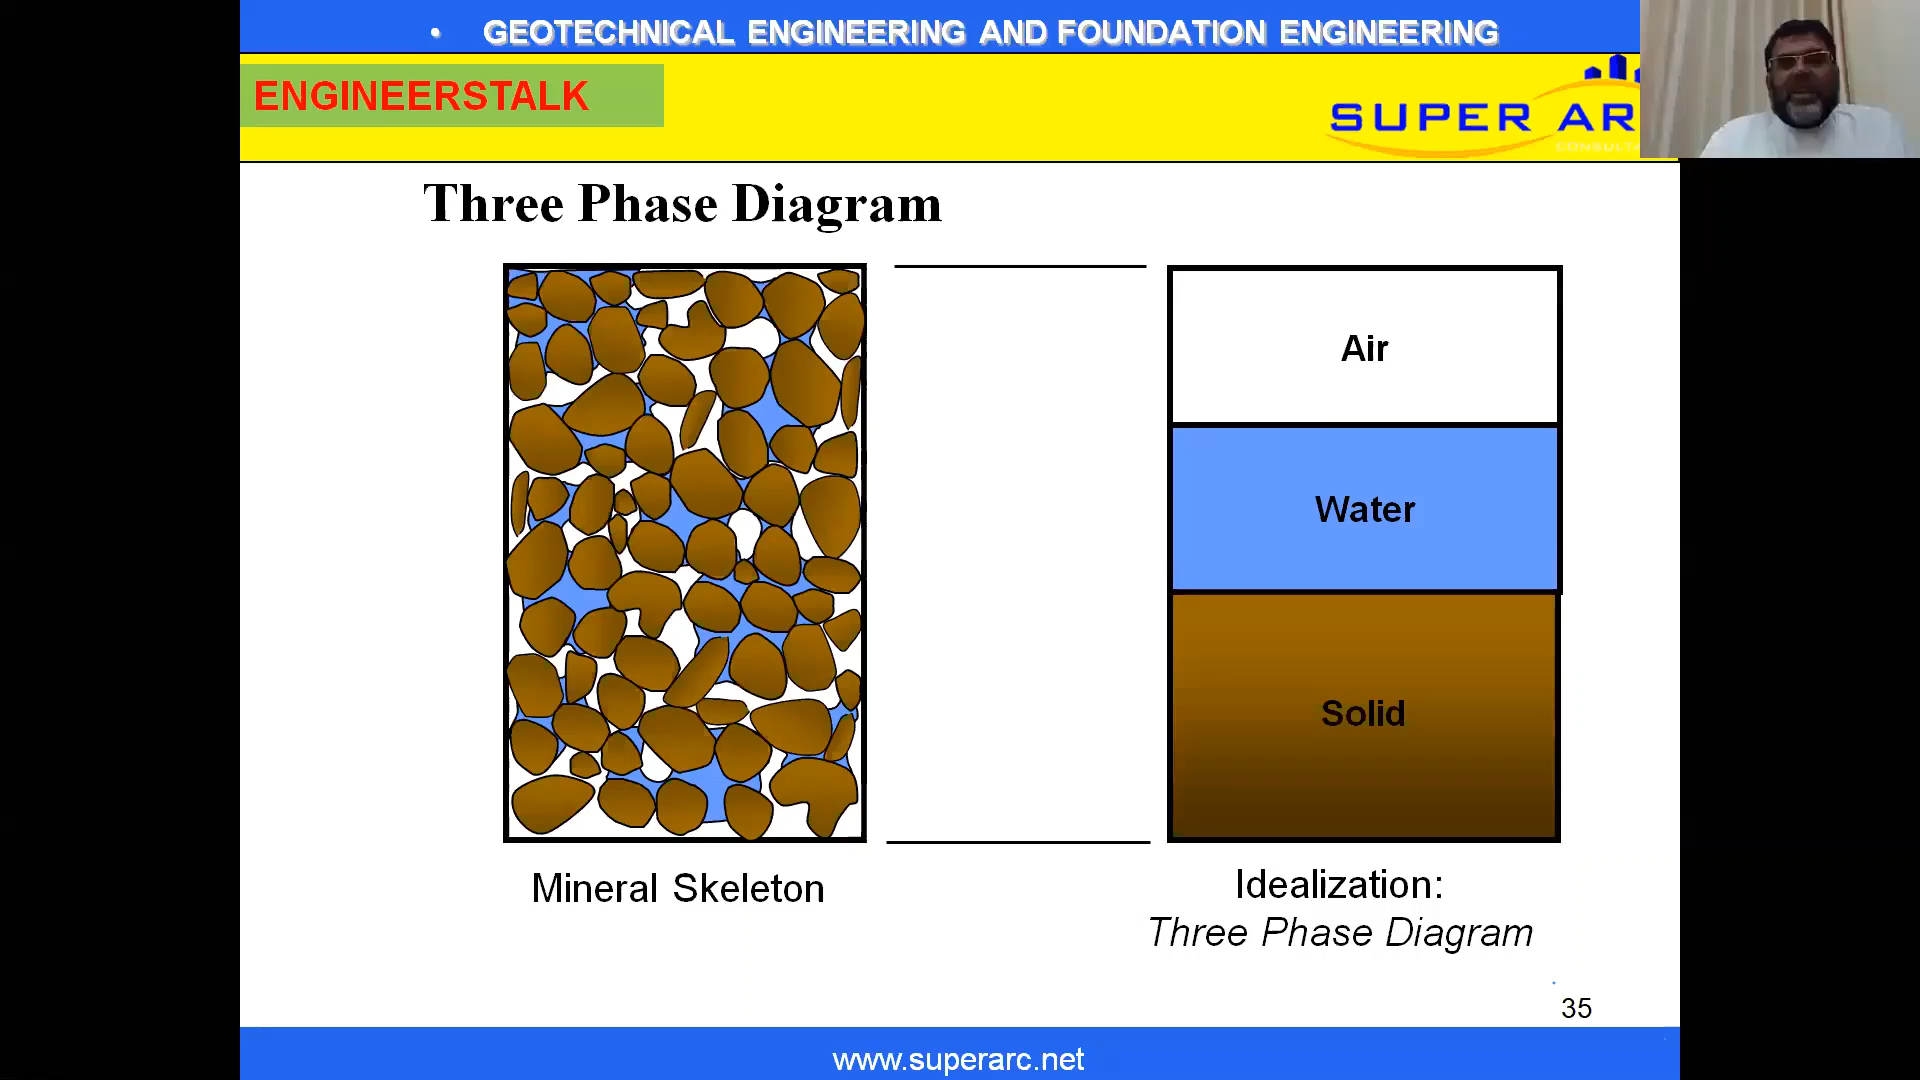 • GEOTECHNICAL ENGINEERING AND FOUNDATION ENGINEERING
ENGINEERSTALK
SUPER ARC
Three Phase Diagram
Air
Water
Solid
Mineral Skeleton
Idealization:
Three Phase Diagram
35
www.superarc.net